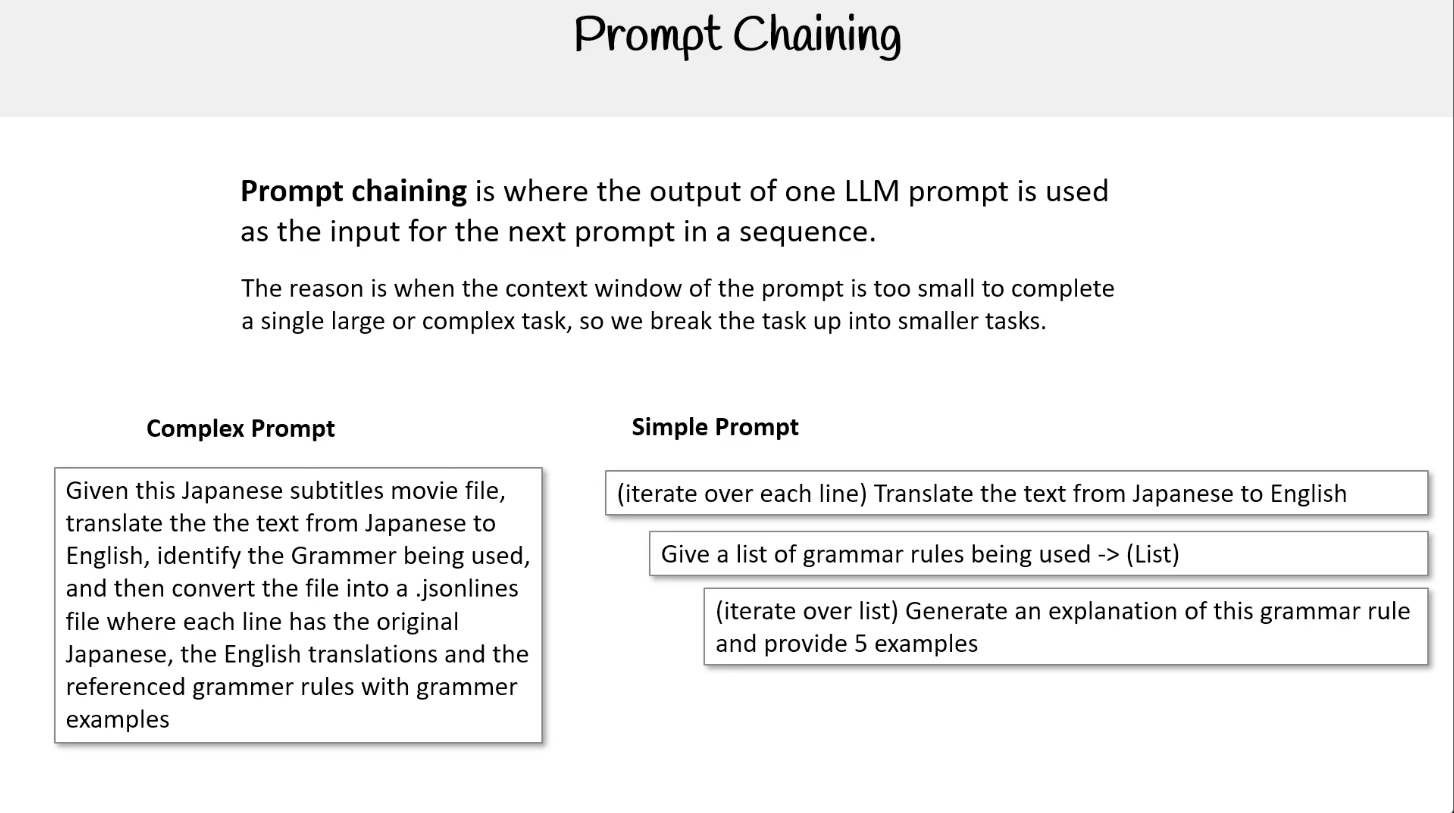 Prompt Chaining
Prompt chaining is where the output of one LLM prompt is used
as the input for the next prompt in a sequence.
The reason is when the context window of the prompt is too small to complete
a single large or complex task, so we break the task up into smaller tasks.
Complex Prompt
Given this Japanese subtitles movie file,
translate the the text from Japanese to
English, identify the Grammer being used,
and then convert the file into a .jsonlines
file where each line has the original
Japanese, the English translations and the
referenced grammer rules with grammer
examples
Simple Prompt
(iterate over each line) Translate the text from Japanese to English
Give a list of grammar rules being used -> (List)
(iterate over list) Generate an explanation of this grammar rule
and provide 5 examples